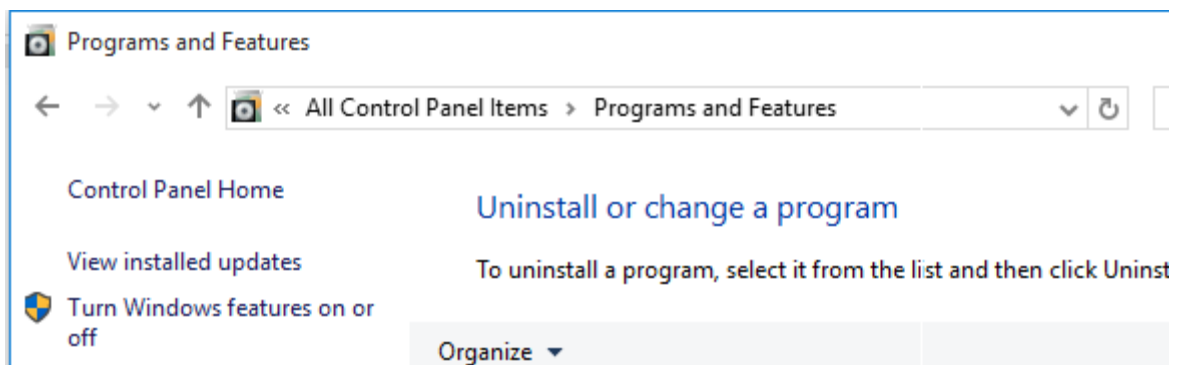 Programs and Features
« All Control Panel Items > Programs and Features
Control Panel Home
Uninstall or change a program
View installed updates
To uninstall a program, select it from the list and then click Uninst
Turn Windows features on or
off
Organize